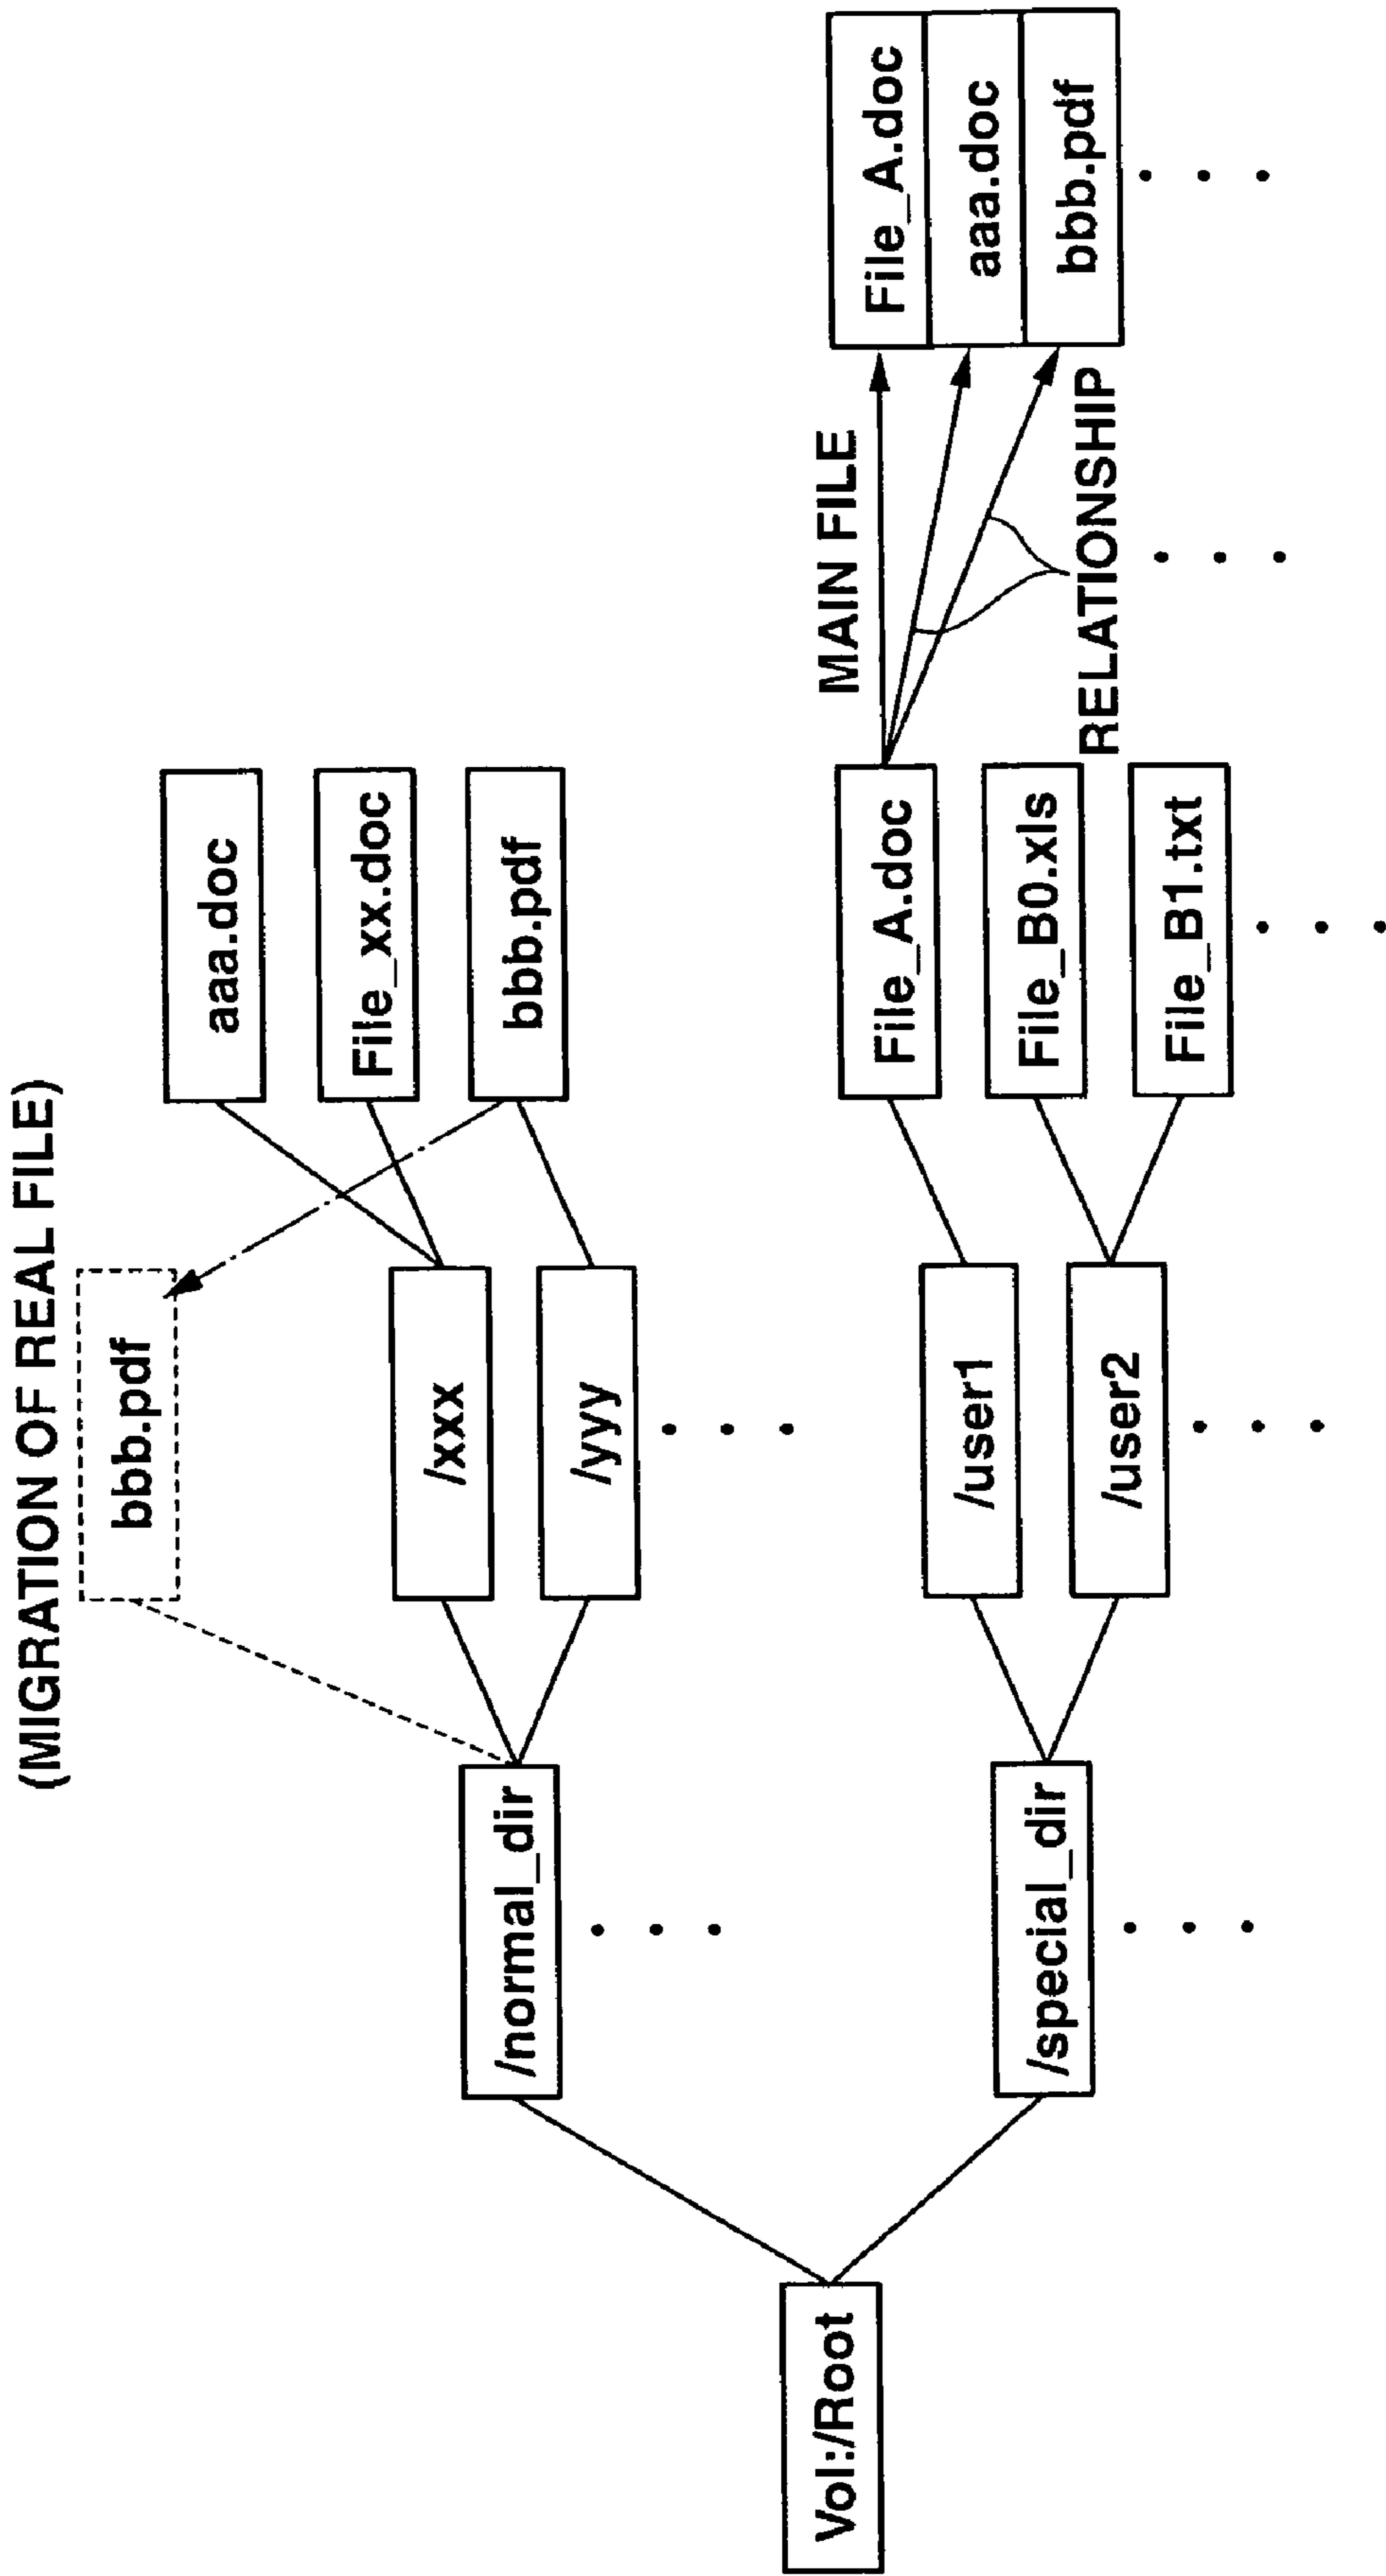 (MIGRATION OF REAL FILE)
bbb.pdf
aaa.doc
/xxx
File_xx.doc
/normal_dir
/yyy
bbb.pdf
Vol:/Root
MAIN FILE
/user1
File_A.doc
File_A.doc
/special_dir
/user2
File_B0.xls
aaa.doc
RELATIONSHIP
File_B1.txt
bbb.pdf